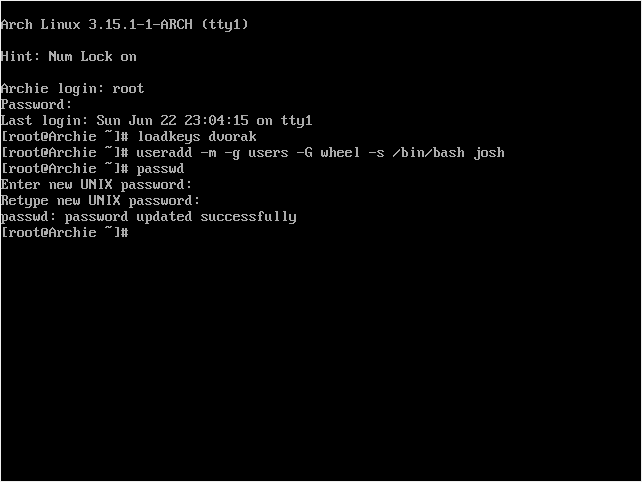 Arch Linux 3.15.1-1-ARCH (tty1)
Hint: Num Lock on
Archie login: root
Password:
Last login: Sun Jun 22 23:04:15 on tty1
[root@Archie ~]# loadkeys dvorak
[root@Archie ~]# useradd -m -g users -G wheel -s /bin/bash josh
[root@Archie ~]# passwd
Enter new UNIX password:
Retype new UNIX password:
passwd: password updated successfully
[root@Archie ~]#